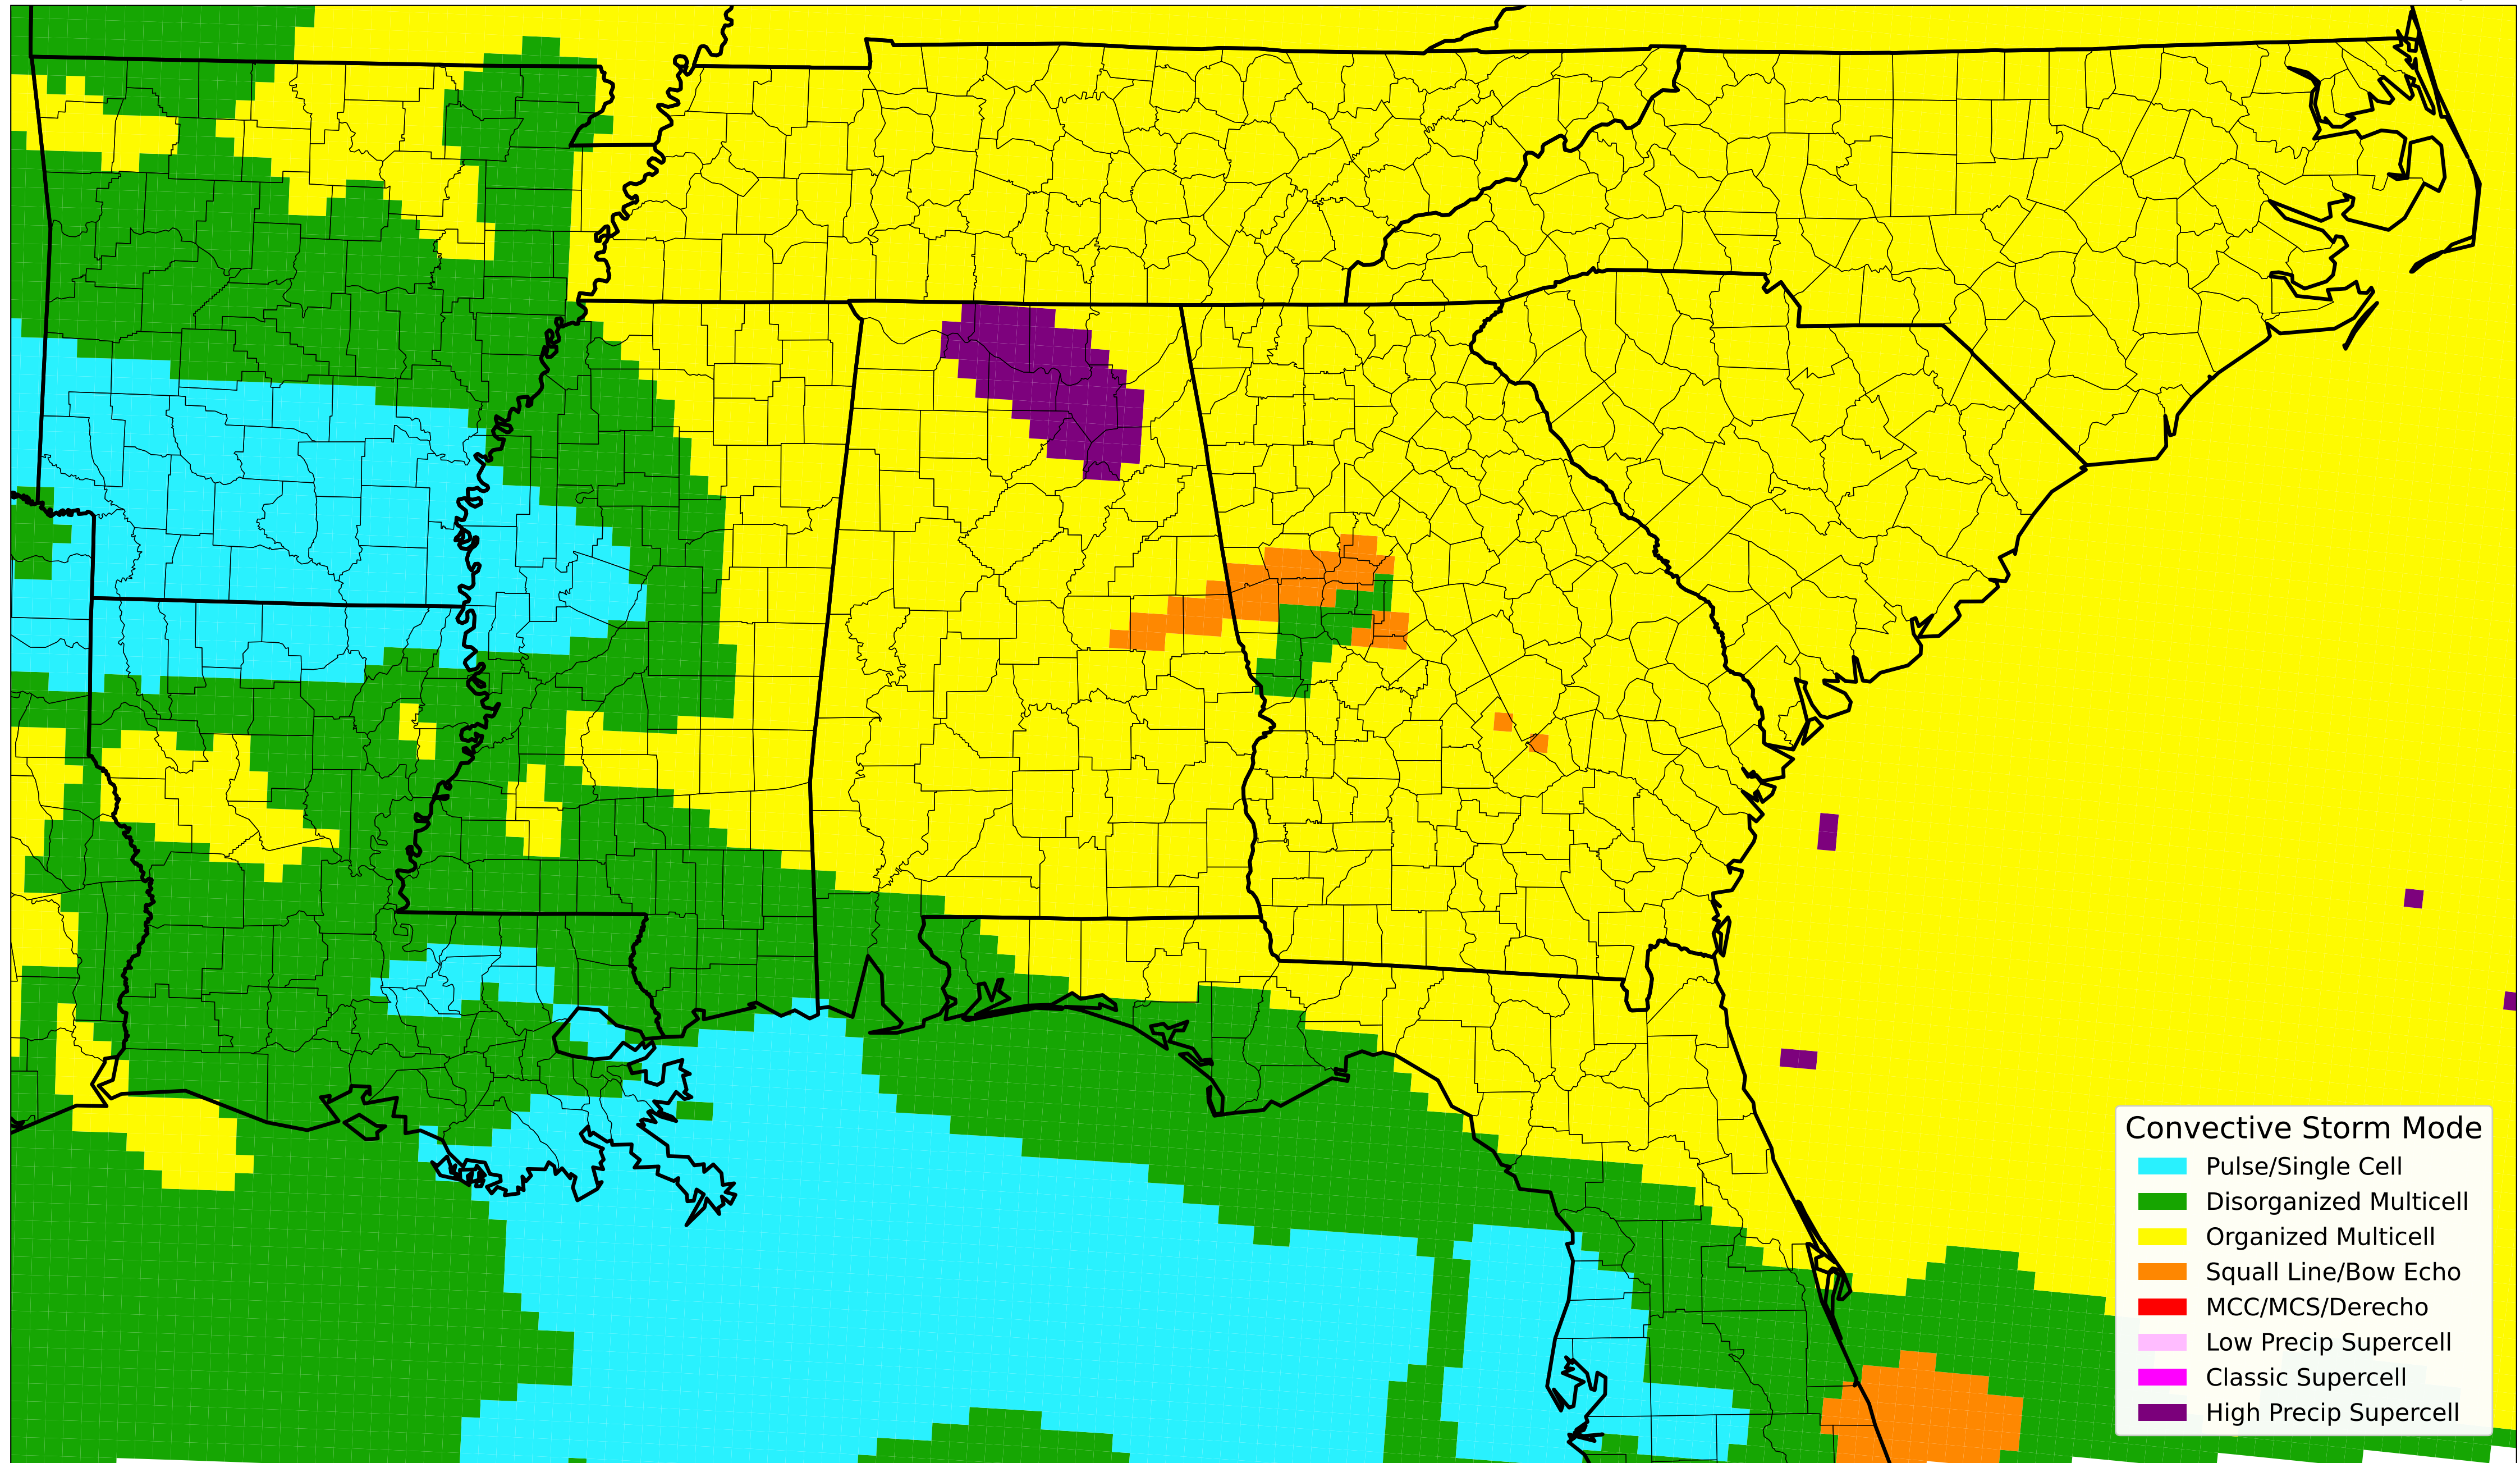 Convective Storm Mode
Pulse/Single Cell
Disorganized Multicell
Organized Multicell
Squall Line/Bow Echo
MCC/MCS/Derecho
Low Precip Supercell
Classic Supercell
High Precip Supercell